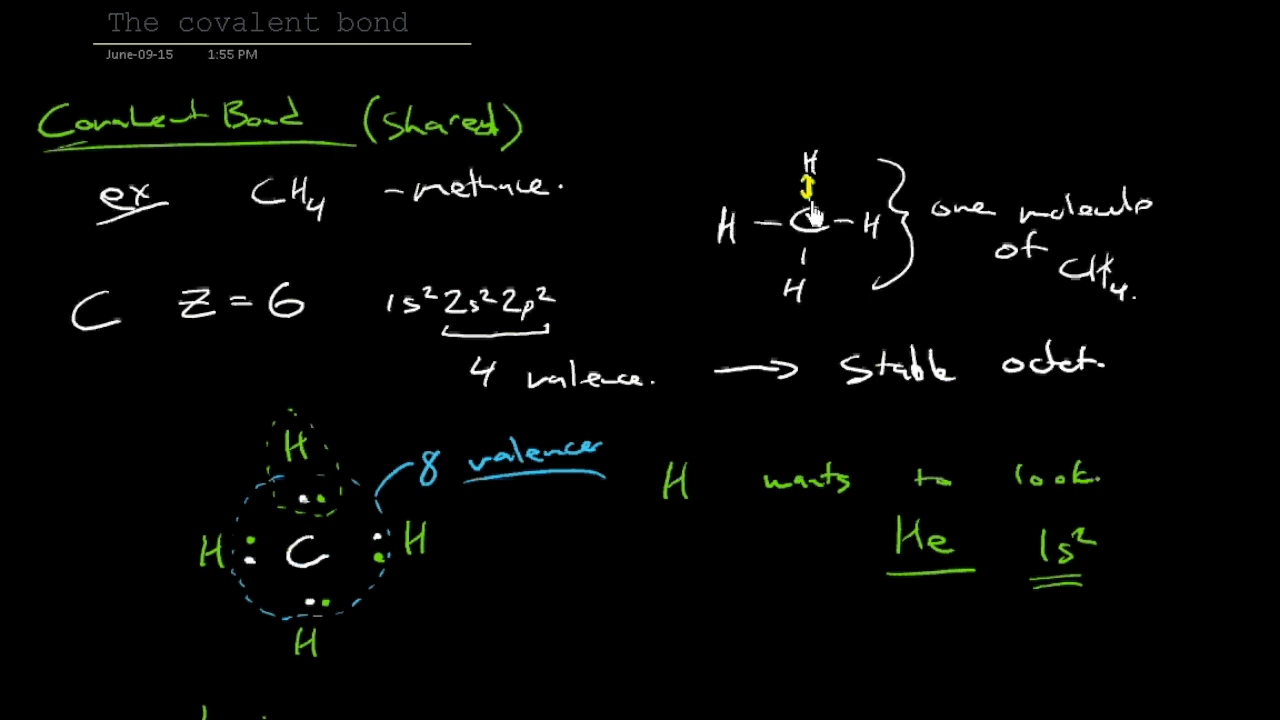 The covalent bond
June-09-15 1:55 PM
Covalent Bond (shared)
ex CH4 - methane.
H
H - C - H
H
one molecule
of CH4.
C Z = 6 1s² 2s² 2p²
4 valence. → stable octet.
H
8 valence
H C H
H
H wants to look.
He 1s²